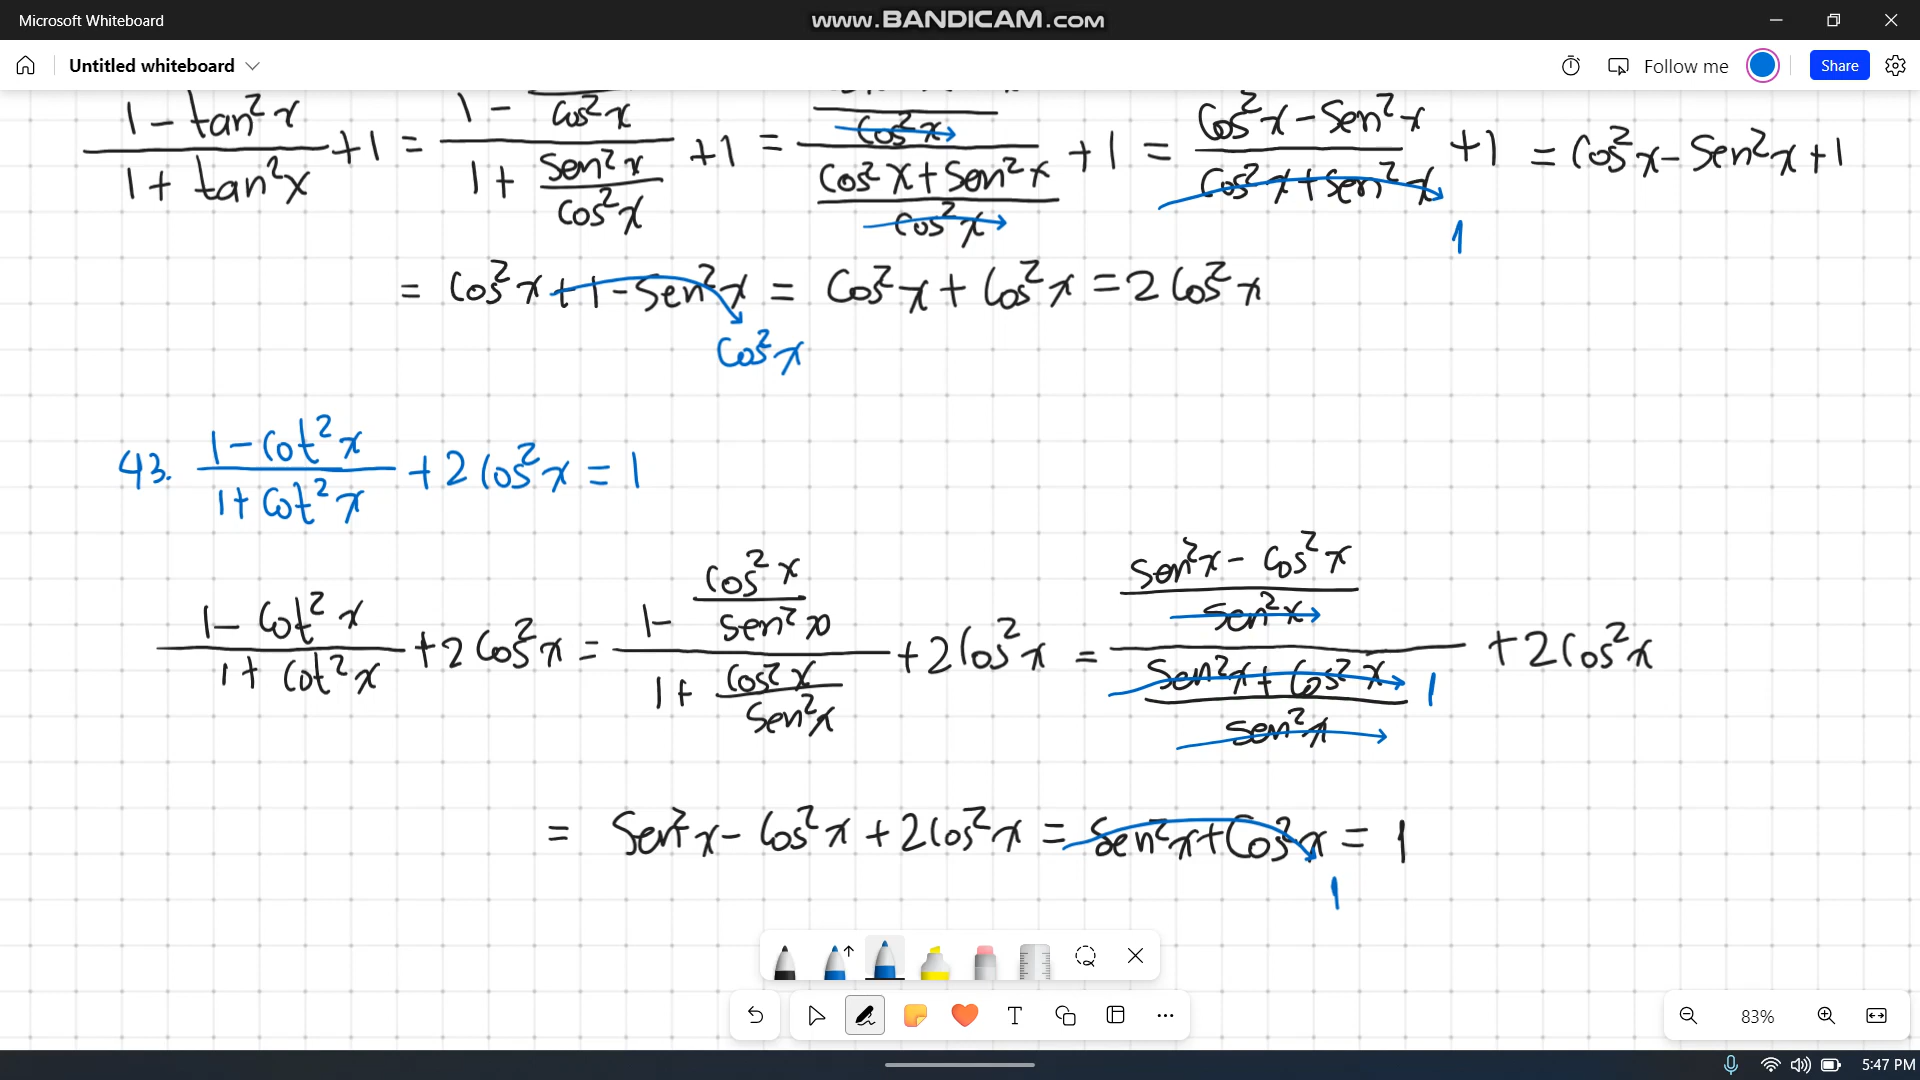 Microsoft Whiteboard
www.BANDICAM.com
Untitled whiteboard
Follow me
Share
(1 - tan²x)/(1 + tan²x) + 1 = (1 - /cos²x)/(1 + sen²x/cos²x) + 1 = (/cos²x)/((cos²x + sen²x)/cos²x) + 1 = (cos²x - sen²x)/(cos²x + sen²x) + 1 = cos²x - sen²x + 1
1
= cos²x + 1 - sen²x = cos²x + cos²x = 2cos²x
cos²x
43. (1 - cot²x)/(1 + cot²x) + 2cos²x = 1
(1 - cot²x)/(1 + cot²x) + 2cos²x = (1 - cos²x/sen²x)/(1 + cos²x/sen²x) + 2cos²x = ((sen²x - cos²x)/sen²x)/((sen²x + cos²x)/sen²x) + 2cos²x
1
= sen²x - cos²x + 2cos²x = sen²x + cos²x = 1
1
83%
5:47 PM